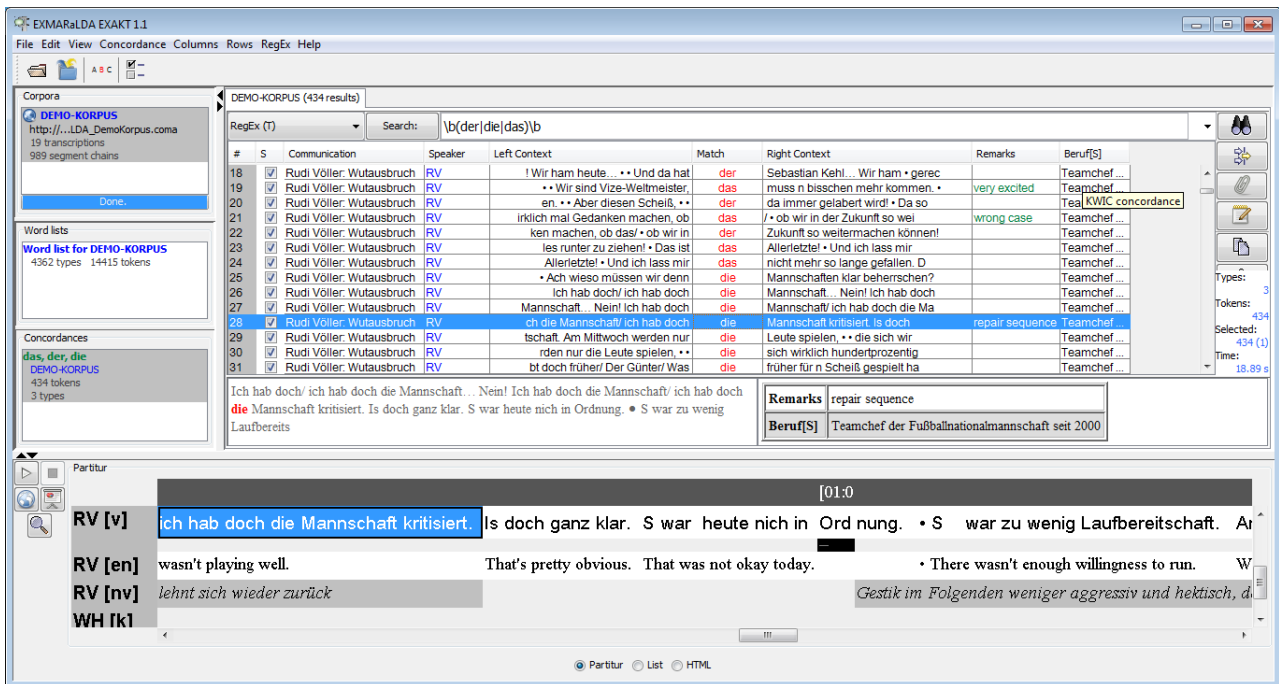 EXMARaLDA EXAKT 1.1
File Edit View Concordance Columns Rows RegEx Help
A B C
Corpora
DEMO-KORPUS
http://...LDA_DemoKorpus.coma
19 transcriptions
989 segment chains
Done.
Word lists
Word list for DEMO-KORPUS
4362 types 14415 tokens
Concordances
das, der, die
DEMO-KORPUS
434 tokens
3 types
DEMO-KORPUS (434 results)
RegEx (T) Search: \b(der|die|das)\b
# S Communication Speaker Left Context Match Right Context Remarks Beruf[S]
18 Rudi Völler: Wutausbruch RV ! Wir ham heute… • • Und da hat der Sebastian Kehl… Wir ham • gerec Teamchef ...
19 Rudi Völler: Wutausbruch RV • • Wir sind Vize-Weltmeister, das muss n bisschen mehr kommen. • very excited Teamchef ...
20 Rudi Völler: Wutausbruch RV en. • • Aber diesen Scheiß, • • der da immer gelabert wird! • Da so Tea
KWIC concordance
21 Rudi Völler: Wutausbruch RV irklich mal Gedanken machen, ob das / • ob wir in der Zukunft so wei wrong case Teamchef ...
22 Rudi Völler: Wutausbruch RV ken machen, ob das/ • ob wir in der Zukunft so weitermachen können! Teamchef ...
23 Rudi Völler: Wutausbruch RV les runter zu ziehen! • Das ist das Allerletzte! • Und ich lass mir Teamchef ...
24 Rudi Völler: Wutausbruch RV Allerletzte! • Und ich lass mir das nicht mehr so lange gefallen. D Teamchef ...
25 Rudi Völler: Wutausbruch RV • Ach wieso müssen wir denn die Mannschaften klar beherrschen? Teamchef ...
26 Rudi Völler: Wutausbruch RV Ich hab doch/ ich hab doch die Mannschaft… Nein! Ich hab doch Teamchef ...
27 Rudi Völler: Wutausbruch RV Mannschaft… Nein! Ich hab doch die Mannschaft/ ich hab doch die Ma Teamchef ...
28 Rudi Völler: Wutausbruch RV ch die Mannschaft/ ich hab doch die Mannschaft kritisiert. Is doch repair sequence Teamchef ...
29 Rudi Völler: Wutausbruch RV tschaft. Am Mittwoch werden nur die Leute spielen, • • die sich wir Teamchef ...
30 Rudi Völler: Wutausbruch RV rden nur die Leute spielen, • • die sich wirklich hundertprozentig Teamchef ...
31 Rudi Völler: Wutausbruch RV bt doch früher/ Der Günter/ Was die früher für n Scheiß gespielt ha Teamchef ...
Types:
3
Tokens:
434
Selected:
434 (1)
Time:
18.89 s
Ich hab doch/ ich hab doch die Mannschaft… Nein! Ich hab doch die Mannschaft/ ich hab doch
die Mannschaft kritisiert. Is doch ganz klar. S war heute nich in Ordnung. ● S war zu wenig
Laufbereits
Remarks repair sequence
Beruf[S] Teamchef der Fußballnationalmannschaft seit 2000
Partitur
[01:0
RV [v] ich hab doch die Mannschaft kritisiert. Is doch ganz klar. S war heute nich in Ord nung. • S war zu wenig Laufbereitschaft. Ar
RV [en] wasn't playing well. That's pretty obvious. That was not okay today. • There wasn't enough willingness to run. W
RV [nv] lehnt sich wieder zurück Gestik im Folgenden weniger aggressiv und hektisch, d
WH [k]
Partitur List HTML